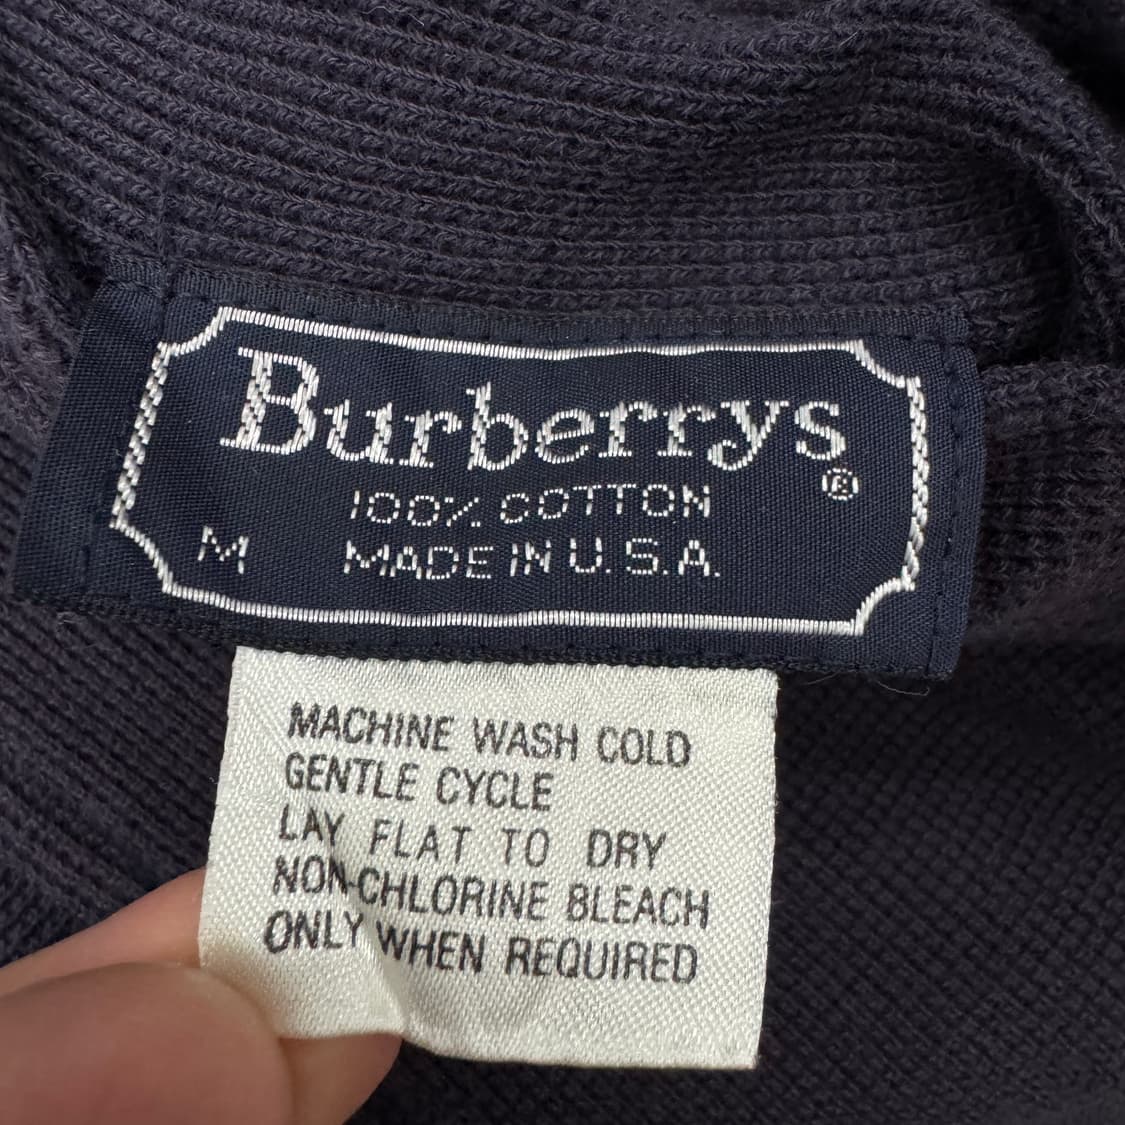 Burberrys®
100% COTTON
M MADE IN U.S.A.
MACHINE WASH COLD
GENTLE CYCLE
LAY FLAT TO DRY
NON-CHLORINE BLEACH
ONLY WHEN REQUIRED